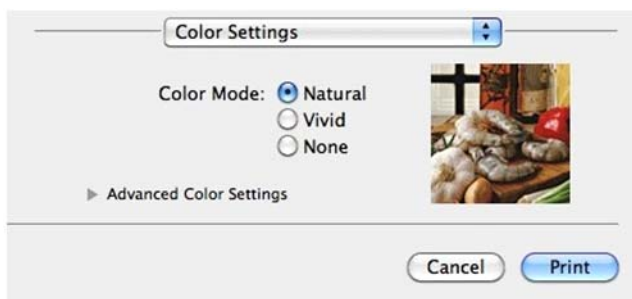 Color Settings
Color Mode: Natural
Vivid
None
Advanced Color Settings
Cancel Print